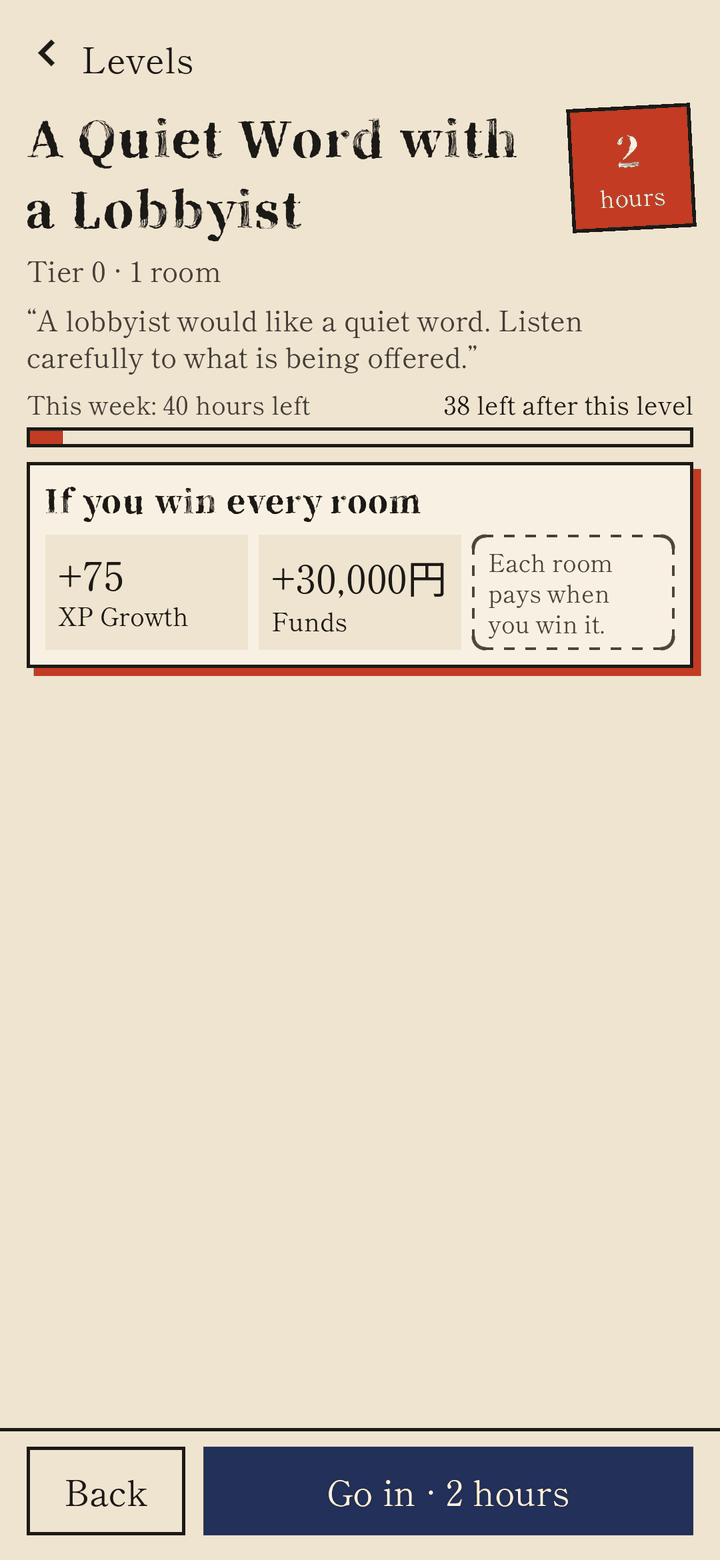 Levels
A Quiet Word with
a Lobbyist
2
hours
Tier 0 · 1 room
“A lobbyist would like a quiet word. Listen
carefully to what is being offered.”
This week: 40 hours left
38 left after this level
If you win every room
+75
XP Growth
+30,000円
Funds
Each room
pays when
you win it.
Back
Go in · 2 hours